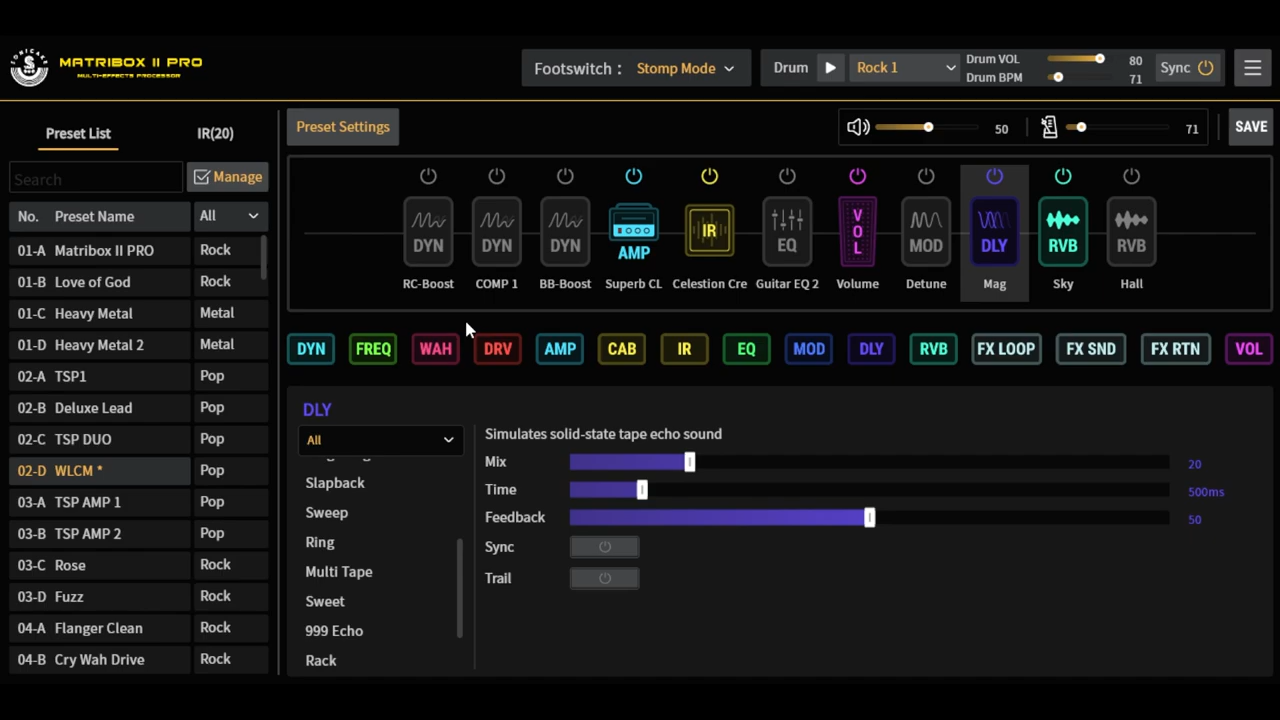 SONICAKE
MATRIBOX II PRO
MULTI-EFFECTS PROCESSOR
Footswitch : Stomp Mode
Drum Rock 1
Drum VOL 80
Drum BPM 71
Sync
Preset List IR(20)
Search Manage
No. Preset Name All
01-A Matribox II PRO Rock
01-B Love of God Rock
01-C Heavy Metal Metal
01-D Heavy Metal 2 Metal
02-A TSP1 Pop
02-B Deluxe Lead Pop
02-C TSP DUO Pop
02-D WLCM * Pop
03-A TSP AMP 1 Pop
03-B TSP AMP 2 Pop
03-C Rose Rock
03-D Fuzz Rock
04-A Flanger Clean Rock
04-B Cry Wah Drive Rock
Preset Settings 50 71 SAVE
DYN DYN DYN AMP IR EQ VOL MOD DLY RVB RVB
RC-Boost COMP 1 BB-Boost Superb CL Celestion Cre Guitar EQ 2 Volume Detune Mag Sky Hall
DYN FREQ WAH DRV AMP CAB IR EQ MOD DLY RVB FX LOOP FX SND FX RTN VOL
DLY
All
Slapback
Sweep
Ring
Multi Tape
Sweet
999 Echo
Rack
Simulates solid-state tape echo sound
Mix 20
Time 500ms
Feedback 50
Sync
Trail